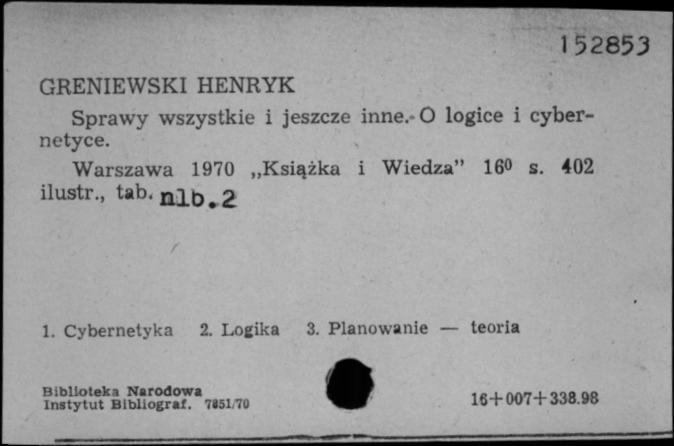 152853
GRENIEWSKI HENRYK
Sprawy wszystkie i jeszcze inne. O logice i cyber-
netyce.
Warszawa 1970 „Książka i Wiedza” 16⁰ s. 402
ilustr., tab. nlb.2
1. Cybernetyka 2. Logika 3. Planowanie — teoria
Biblioteka Narodowa
Instytut Bibliograf. 7851/70
16+007+338.98